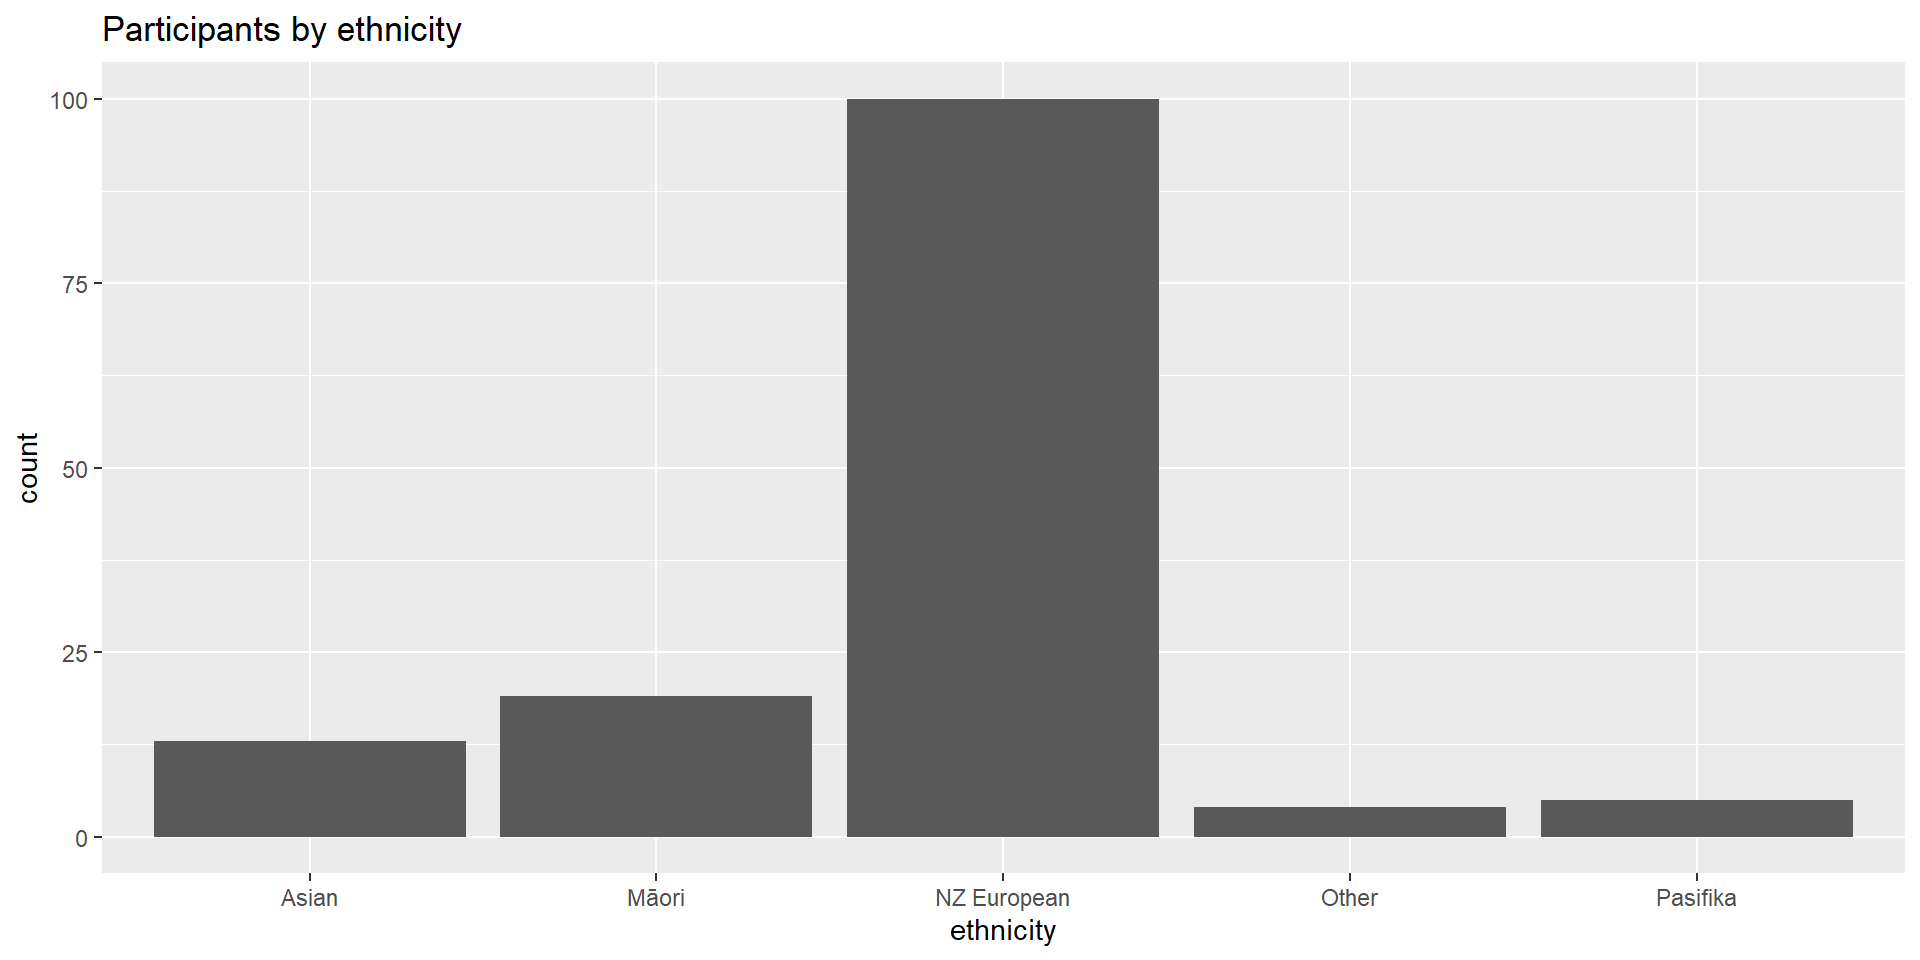 Participants by ethnicity
100
75
50
25
0
count
Asian
Māori
NZ European
Other
Pasifika
ethnicity